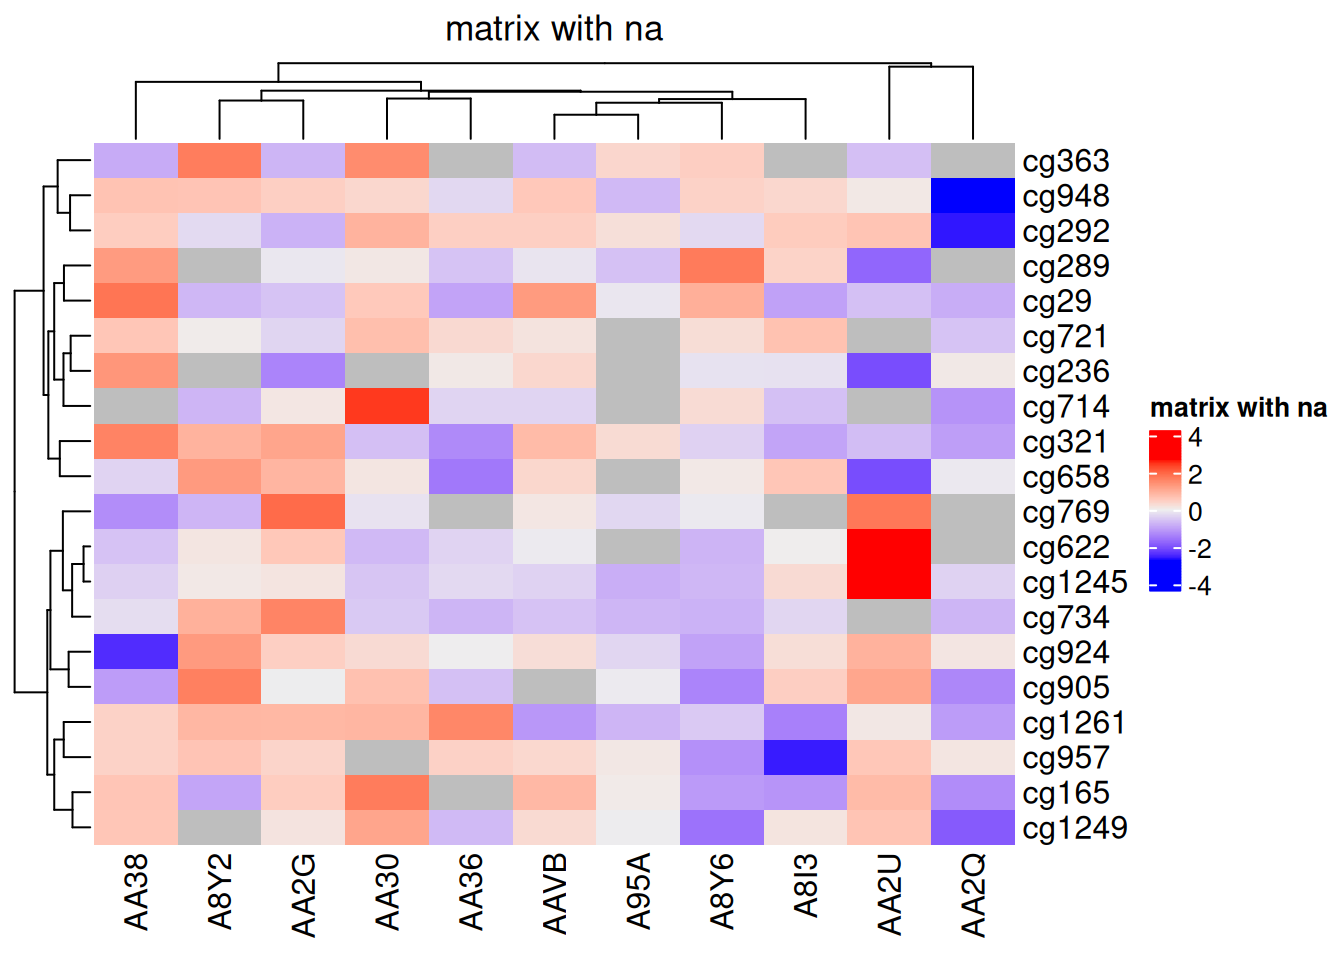 matrix with na
cg363
cg948
cg292
cg289
cg29
cg721
cg236
cg714
cg321
cg658
cg769
cg622
cg1245
cg734
cg924
cg905
cg1261
cg957
cg165
cg1249
matrix with na
4
2
0
-2
-4
AA38
A8Y2
AA2G
AA30
AA36
AAVB
A95A
A8Y6
A8I3
AA2U
AA2Q